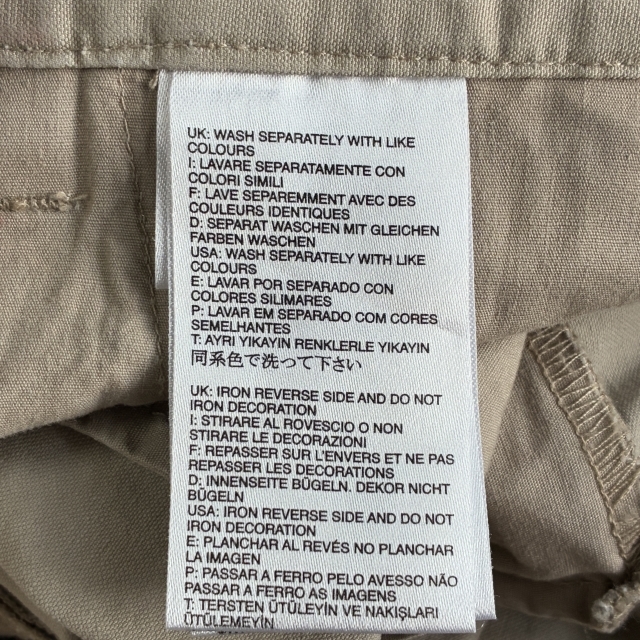 UK: WASH SEPARATELY WITH LIKE
COLOURS
I: LAVARE SEPARATAMENTE CON
COLORI SIMILI
F: LAVE SEPAREMMENT AVEC DES
COULEURS IDENTIQUES
D: SEPARAT WASCHEN MIT GLEICHEN
FARBEN WASCHEN
USA: WASH SEPARATELY WITH LIKE
COLOURS
E: LAVAR POR SEPARADO CON
COLORES SILIMARES
P: LAVAR EM SEPARADO COM CORES
SEMELHANTES
T: AYRI YIKAYIN RENKLERLE YIKAYIN
同系色で洗って下さい
UK: IRON REVERSE SIDE AND DO NOT
IRON DECORATION
I: STIRARE AL ROVESCIO O NON
STIRARE LE DECORAZIONI
F: REPASSER SUR L'ENVERS ET NE PAS
REPASSER LES DECORATIONS
D: INNENSEITE BÜGELN. DEKOR NICHT
BÜGELN
USA: IRON REVERSE SIDE AND DO NOT
IRON DECORATION
E: PLANCHAR AL REVÉS NO PLANCHAR
LA IMAGEN
P: PASSAR A FERRO PELO AVESSO NÃO
PASSAR A FERRO AS IMAGENS
T: TERSTEN ÜTÜLEYİN VE NAKIŞLARI
ÜTÜLEMEYİN